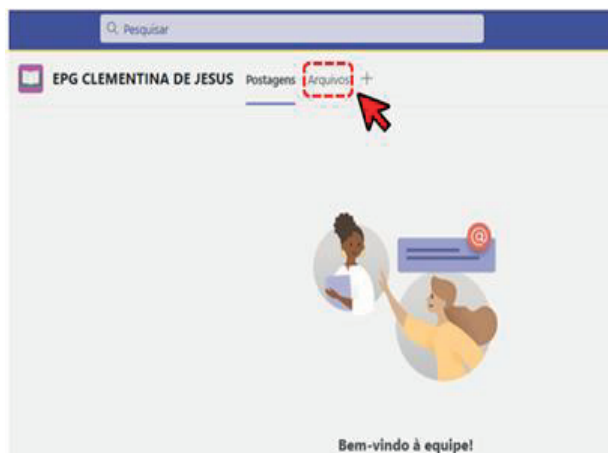 Pesquisar
EPG CLEMENTINA DE JESUS Postagens Arquivos +
@
Bem-vindo à equipe!